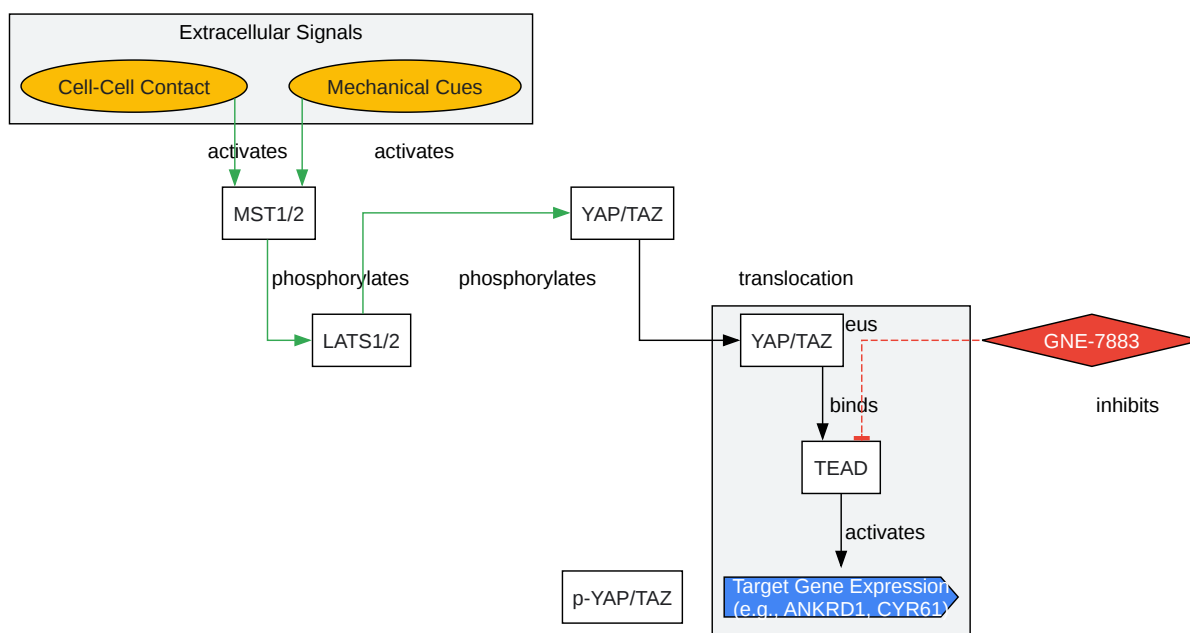 Extracellular Signals
Cell-Cell Contact
Mechanical Cues
activates
activates
MST1/2
YAP/TAZ
phosphorylates
phosphorylates
translocation
LATS1/2
YAP/TAZ
eus
GNE-7883
binds
inhibits
TEAD
activates
p-YAP/TAZ
Target Gene Expression
(e.g., ANKRD1, CYR61)